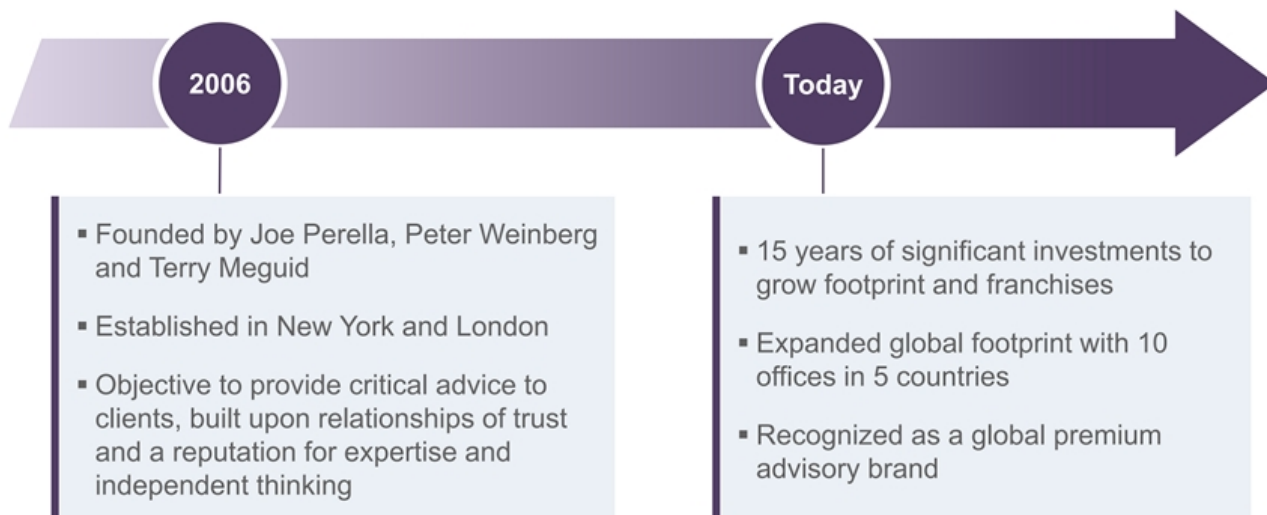 2006
Today
▪ Founded by Joe Perella, Peter Weinberg
and Terry Meguid
▪ Established in New York and London
▪ Objective to provide critical advice to
clients, built upon relationships of trust
and a reputation for expertise and
independent thinking
▪ 15 years of significant investments to
grow footprint and franchises
▪ Expanded global footprint with 10
offices in 5 countries
▪ Recognized as a global premium
advisory brand